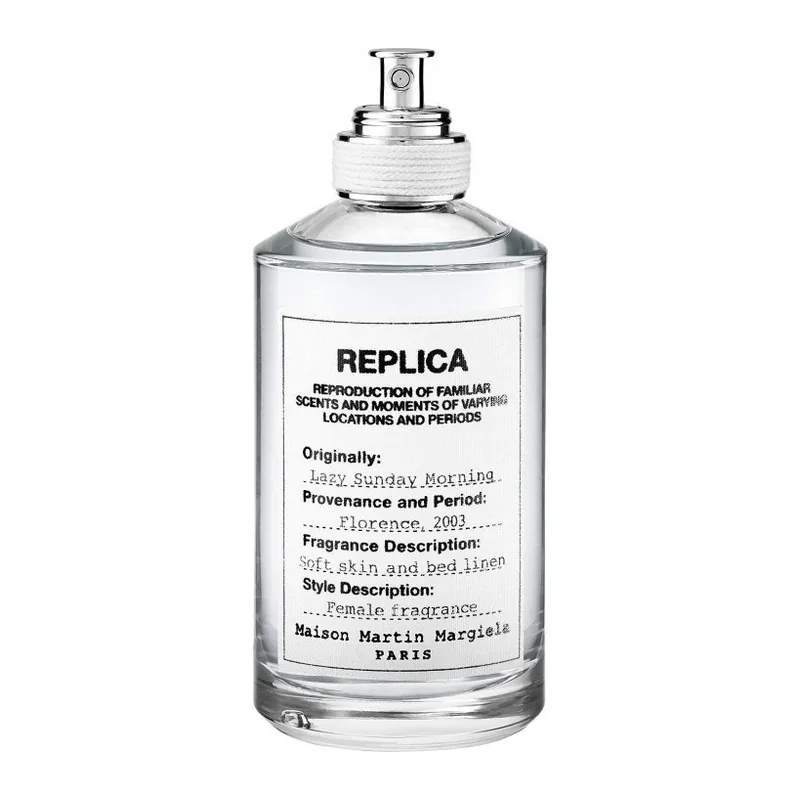 REPLICA
REPRODUCTION OF FAMILIAR
SCENTS AND MOMENTS OF VARYING
LOCATIONS AND PERIODS
Originally:
Lazy Sunday Morning
Provenance and Period:
Florence, 2003
Fragrance Description:
Soft skin and bed linen
Style Description:
Female fragrance
Maison Martin Margiela
PARIS